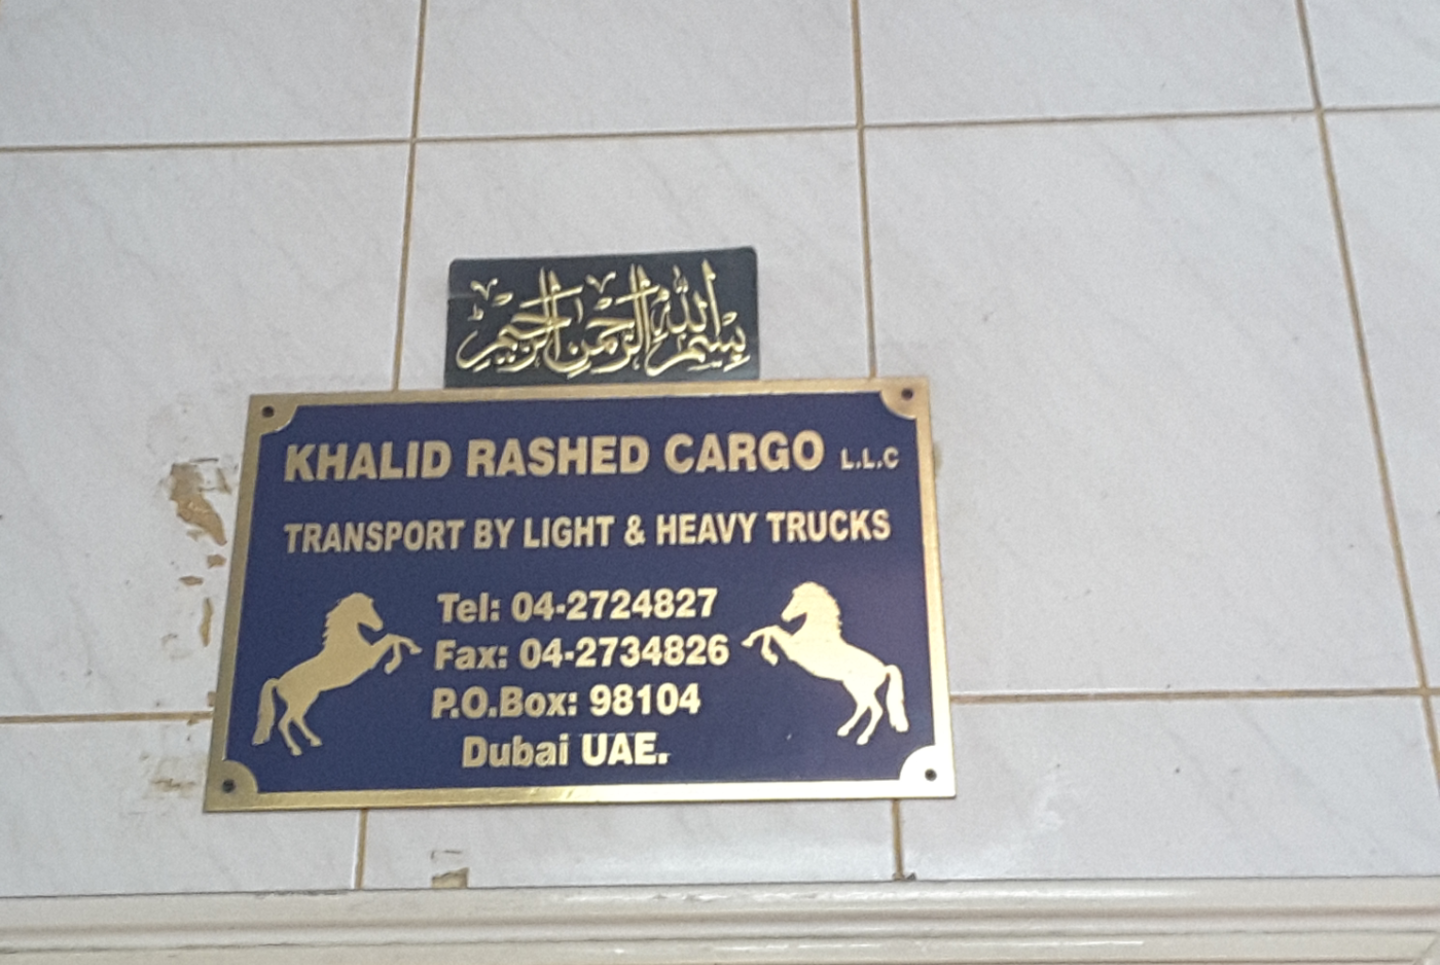 بسم الله الرحمن الرحيم
KHALID RASHED CARGO L.L.C
TRANSPORT BY LIGHT & HEAVY TRUCKS
Tel: 04-2724827
Fax: 04-2734826
P.O.Box: 98104
Dubai UAE.